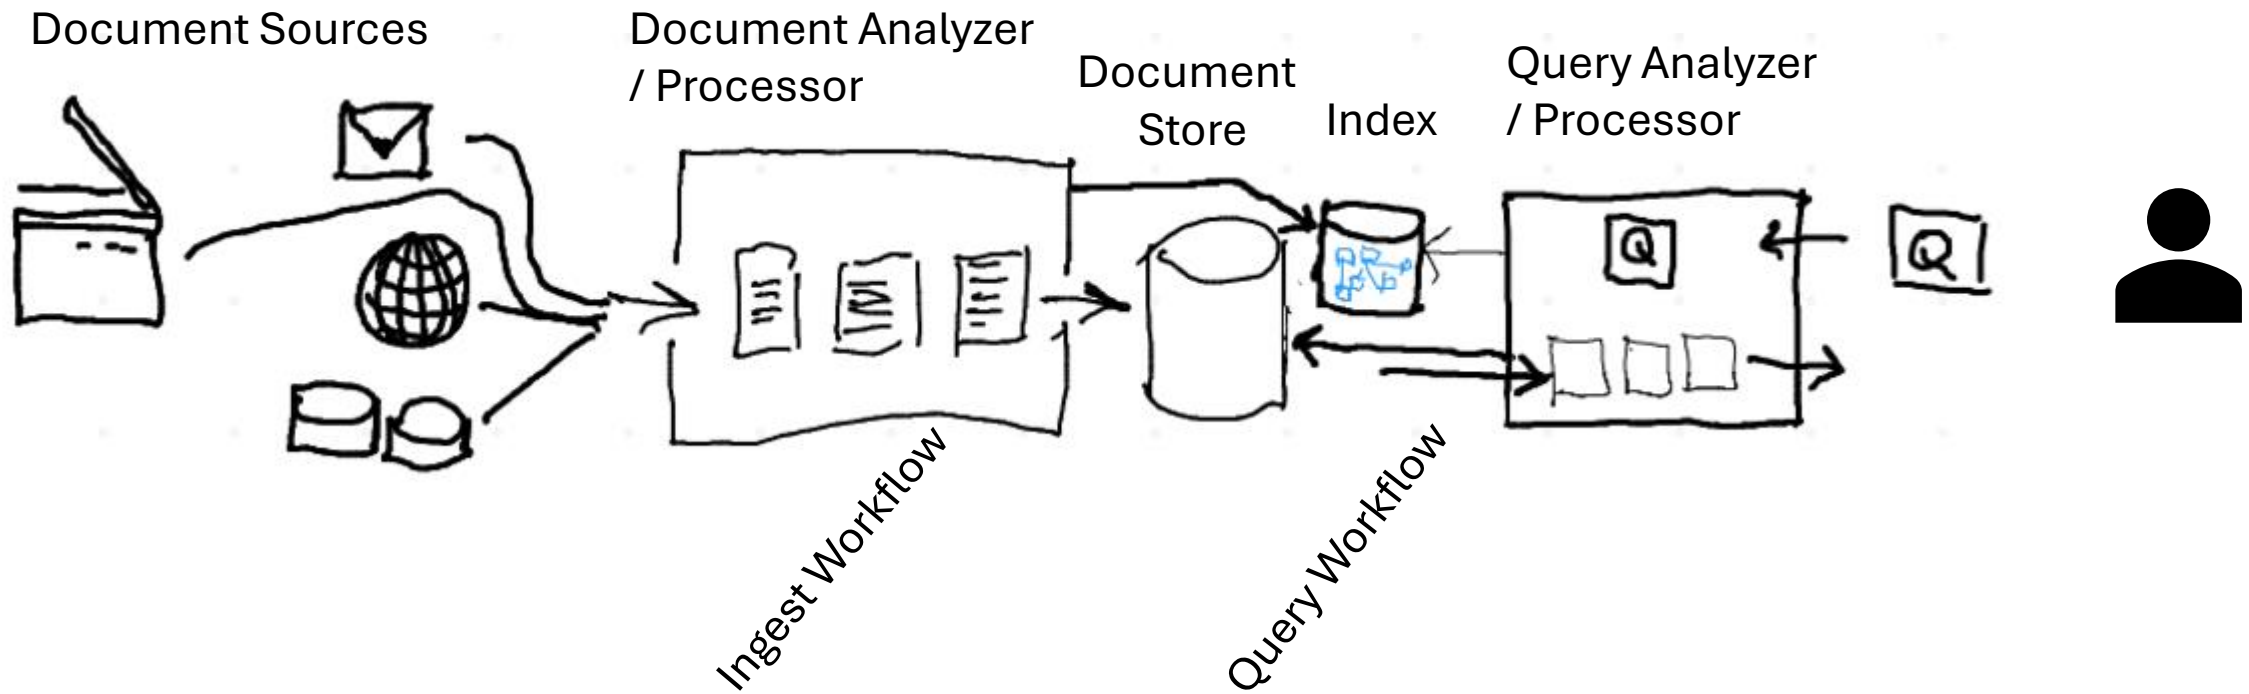 Document Sources
Document Analyzer
/ Processor
Document
Store
Index
Query Analyzer
/ Processor
Q
Q
Ingest Workflow
Query Workflow